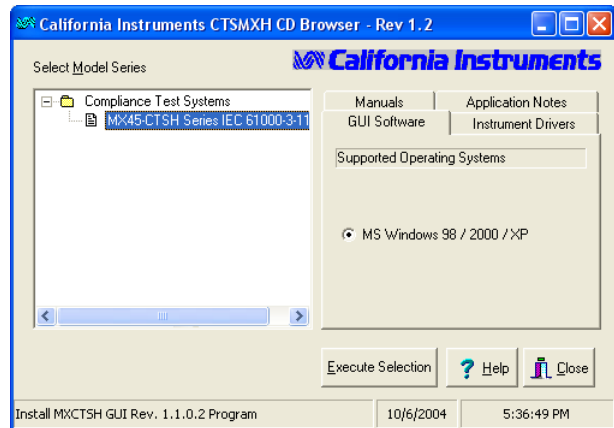 California Instruments CTSMXH CD Browser - Rev 1.2
California Instruments
Select Model Series
Compliance Test Systems
MX45-CTSH Series IEC 61000-3-11
Manuals
Application Notes
GUI Software
Instrument Drivers
Supported Operating Systems
MS Windows 98 / 2000 / XP
Execute Selection
? Help
Close
Install MXCTSH GUI Rev. 1.1.0.2 Program
10/6/2004
5:36:49 PM